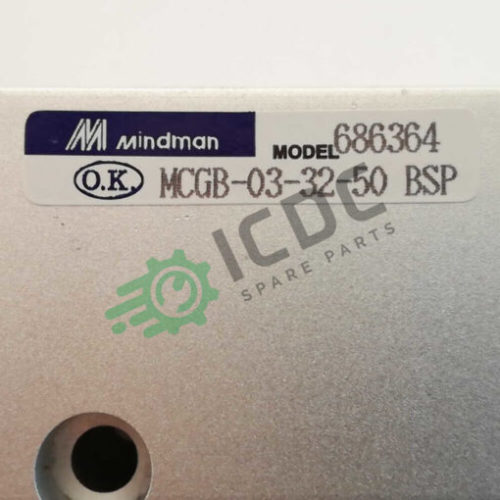 Mindman MODEL 686364
O.K. MCGB-03-32-50 BSP
ICDC
SPARE PARTS